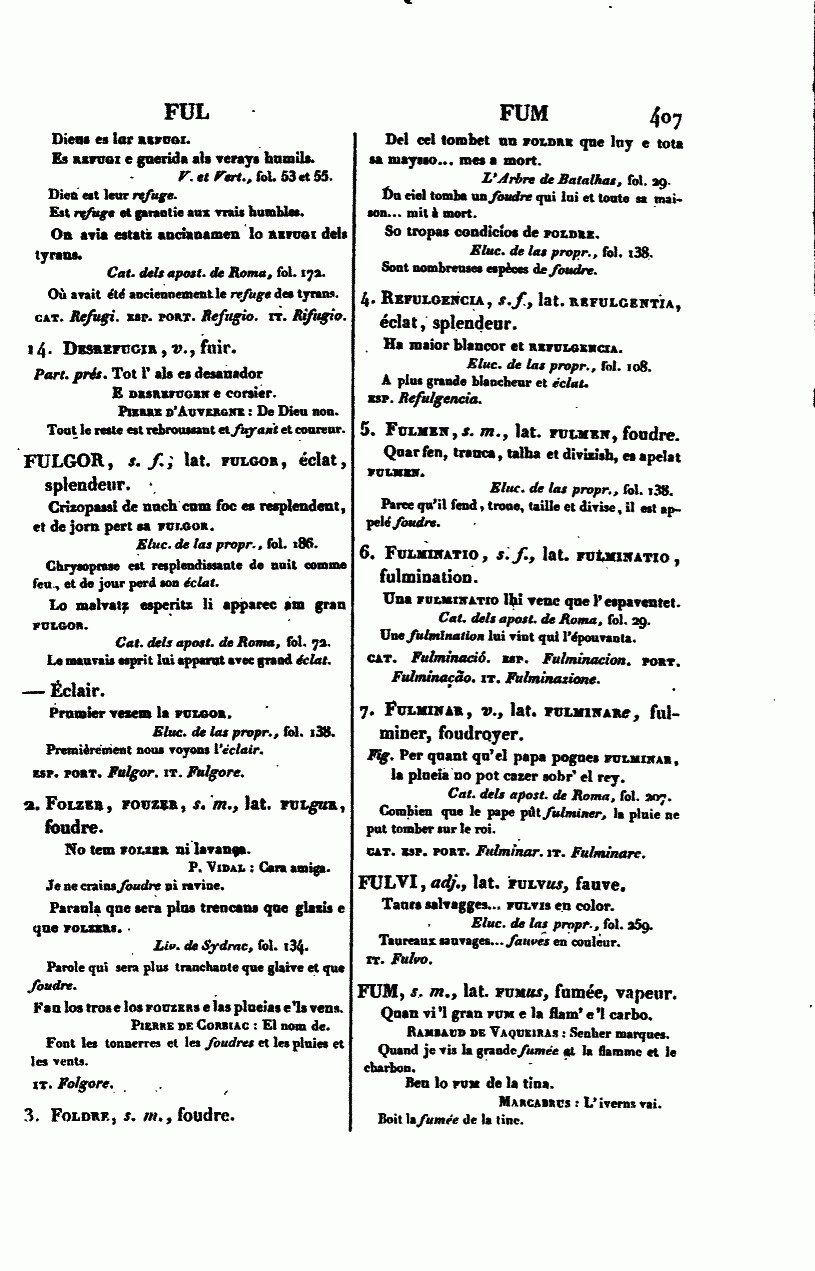 FUL
FUM
407
Dieus es lur REFUGI.
Es REFUGI e guerida als verays humils.
V. et Vert., fol. 53 et 55.
Dieu est leur refuge.
Est refuge et garantie aux vrais humbles.
On avia estatz ancianamen lo REFUGI dels
tyrans.
Cat. dels apost. de Roma, fol. 172.
Où avait été anciennement le refuge des tyrans.
CAT. Refugi. ESP. PORT. Refugio. IT. Rifugio.
14. DESREFUGIR, v., fuir.
Part. prés. Tot l' als es desanador
E DESREFUGEN e corsier.
PIERRE D'AUVERGNE : De Dieu non.
Tout le reste est rebroussant et fuyant et coureur.
FULGOR, s. f.; lat. FULGOR, éclat,
splendeur.
Crizopassi de nuch cum foc es resplendent,
et de jorn pert sa FULGOR.
Eluc. de las propr., fol. 186.
Chrysoprase est resplendissante de nuit comme
feu, et de jour perd son éclat.
Lo malvatz esperitz li apparec am gran
FULGOR.
Cat. dels apost. de Roma, fol. 72.
Le mauvais esprit lui apparut avec grand éclat.
— Éclair.
Prumier vezem la FULGOR.
Eluc. de las propr., fol. 138.
Premièrement nous voyons l'éclair.
ESP. PORT. Fulgor. IT. Fulgore.
2. FOLZER, FOUZER, s. m., lat. FULgur,
foudre.
No tem FOLZER ni lavança.
P. VIDAL : Cara amiga.
Je ne crains foudre ni ravine.
Paraula que sera plus trencans que glazis e
que FOLZERS.
Liv. de Sydrac, fol. 134.
Parole qui sera plus tranchante que glaive et que
foudre.
Fan los tros e los FOUZERS e las plueias e'ls vens.
PIERRE DE CORBIAC : El nom de.
Font les tonnerres et les foudres et les pluies et
les vents.
IT. Folgore.
3. FOLDRE, s. m., foudre.
Del cel tombet un FOLDRE que luy e tota
sa maysso... mes a mort.
L'Arbre de Batalhas, fol. 29.
Du ciel tomba un foudre qui lui et toute sa mai-
son... mit à mort.
So tropas condicios de FOLDRE.
Eluc. de las propr., fol. 138.
Sont nombreuses espèces de foudre.
4. REFULGENCIA, s. f., lat. REFULGENTIA,
éclat, splendeur.
Ha maior blancor et REFULGENCIA.
Eluc. de las propr., fol. 108.
A plus grande blancheur et éclat.
ESP. Refulgencia.
5. FULMEN, s. m., lat. FULMEN, foudre.
Quar fen, tranca, talha et divizish, es apelat
FULMEN.
Eluc. de las propr., fol. 138.
Parce qu'il fend, troue, taille et divise, il est ap-
pelé foudre.
6. FULMINATIO, s. f., lat. FULMINATIO,
fulmination.
Una FULMINATIO lhi venc que l' espaventet.
Cat. dels apost. de Roma, fol. 29.
Une fulmination lui vint qui l'épouvanta.
CAT. Fulminació. ESP. Fulminacion. PORT.
Fulminação. IT. Fulminazione.
7. FULMINAR, v., lat. FULMINARe, ful-
miner, foudroyer.
Fig. Per quant qu'el papa pogues FULMINAR,
la plueia no pot cazer sobr' el rey.
Cat. dels apost. de Roma, fol. 207.
Combien que le pape pût fulminer, la pluie ne
put tomber sur le roi.
CAT. ESP. PORT. Fulminar. IT. Fulminare.
FULVI, adj., lat. FULVus, fauve.
Taurs salvagges... FULVIS en color.
Eluc. de las propr., fol. 259.
Taureaux sauvages... fauves en couleur.
IT. Fulvo.
FUM, s. m., lat. FUMus, fumée, vapeur.
Quan vi'l gran FUM e la flam' e'l carbo.
RAMBAUD DE VAQUEIRAS : Senher marques.
Quand je vis la grande fumée et la flamme et le
charbon.
Beu lo FUM de la tina.
MARCABRUS : L' iverns vai.
Boit la fumée de la tine.